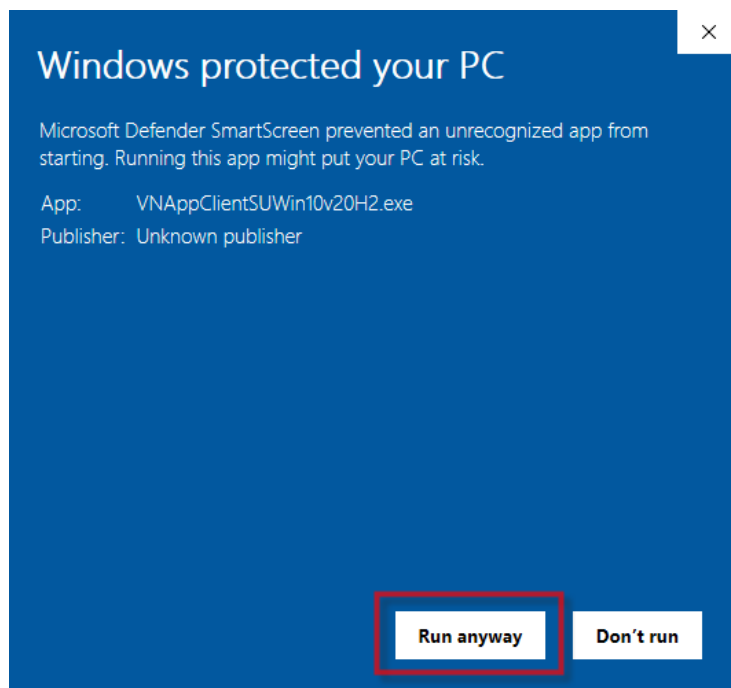 Windows protected your PC
Microsoft Defender SmartScreen prevented an unrecognized app from
starting. Running this app might put your PC at risk.
App: VNAppClientSUWin10v20H2.exe
Publisher: Unknown publisher
Run anyway Don't run